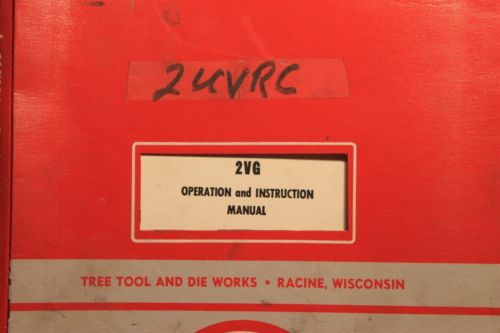 2UVRC
2VG
OPERATION and INSTRUCTION
MANUAL
TREE TOOL AND DIE WORKS • RACINE, WISCONSIN